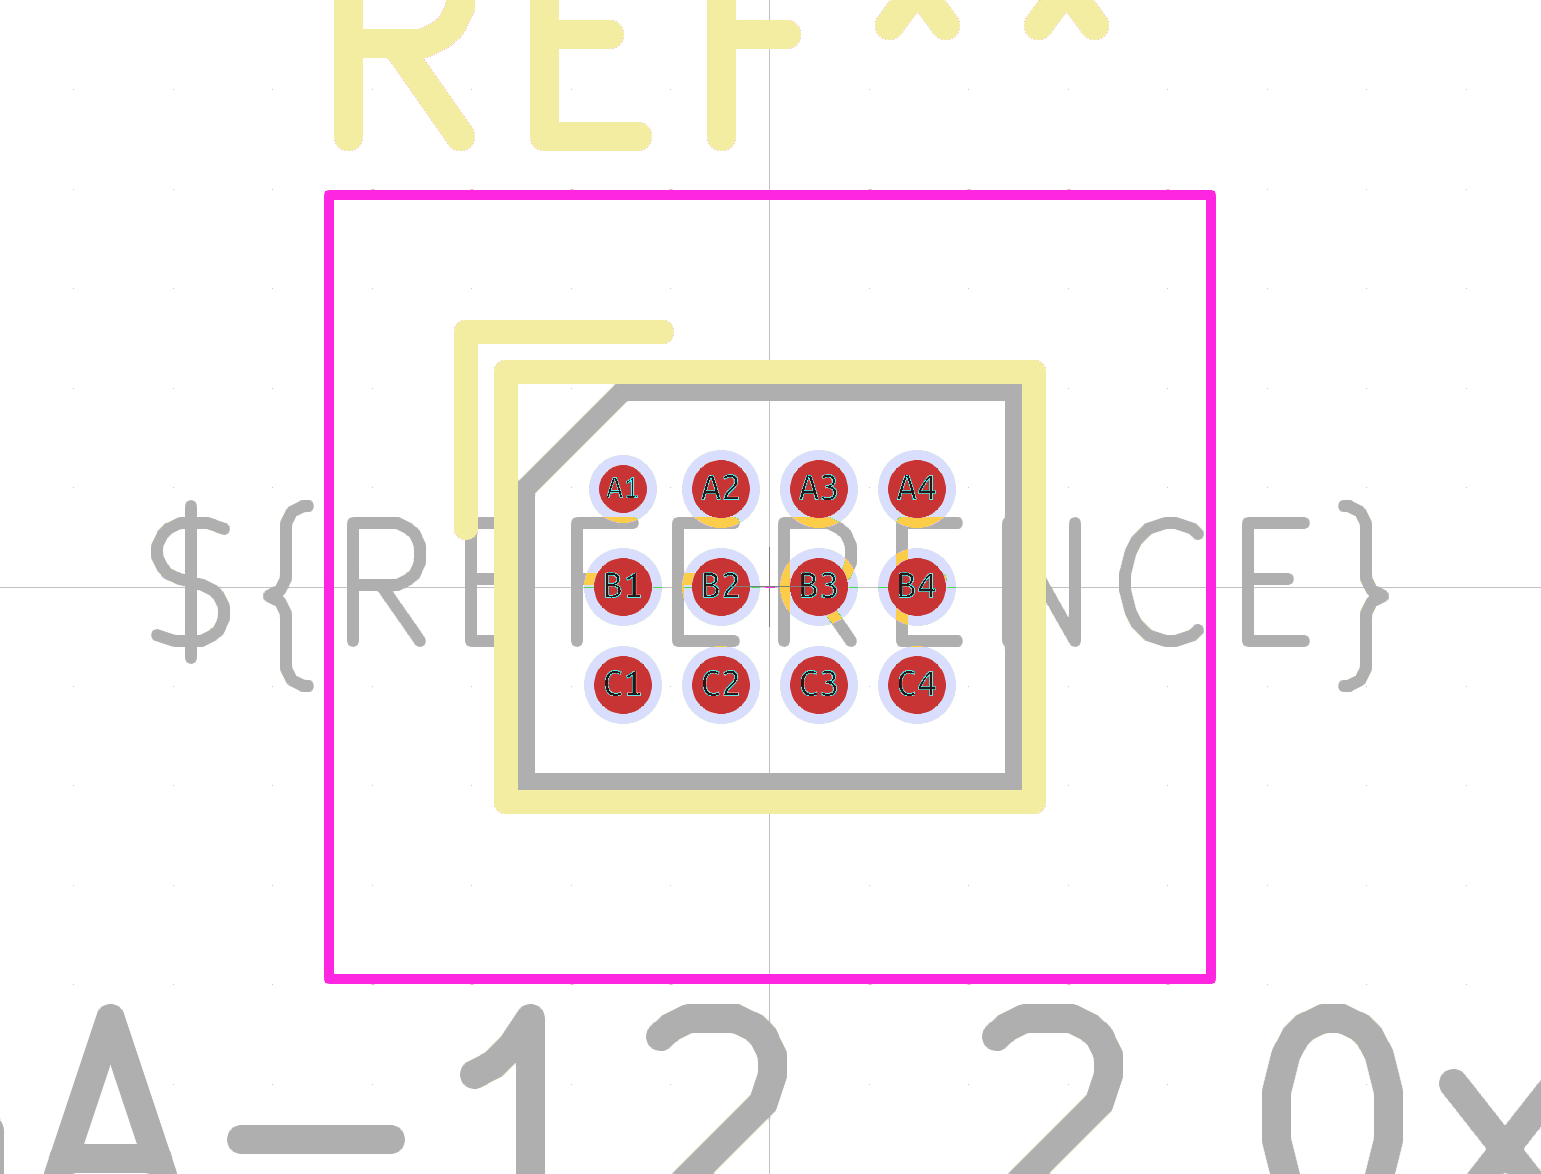 REF**
A1 A2 A3 A4
${REFERENCE}
B1 B2 B3 B4
C1 C2 C3 C4
A-12 2.0x